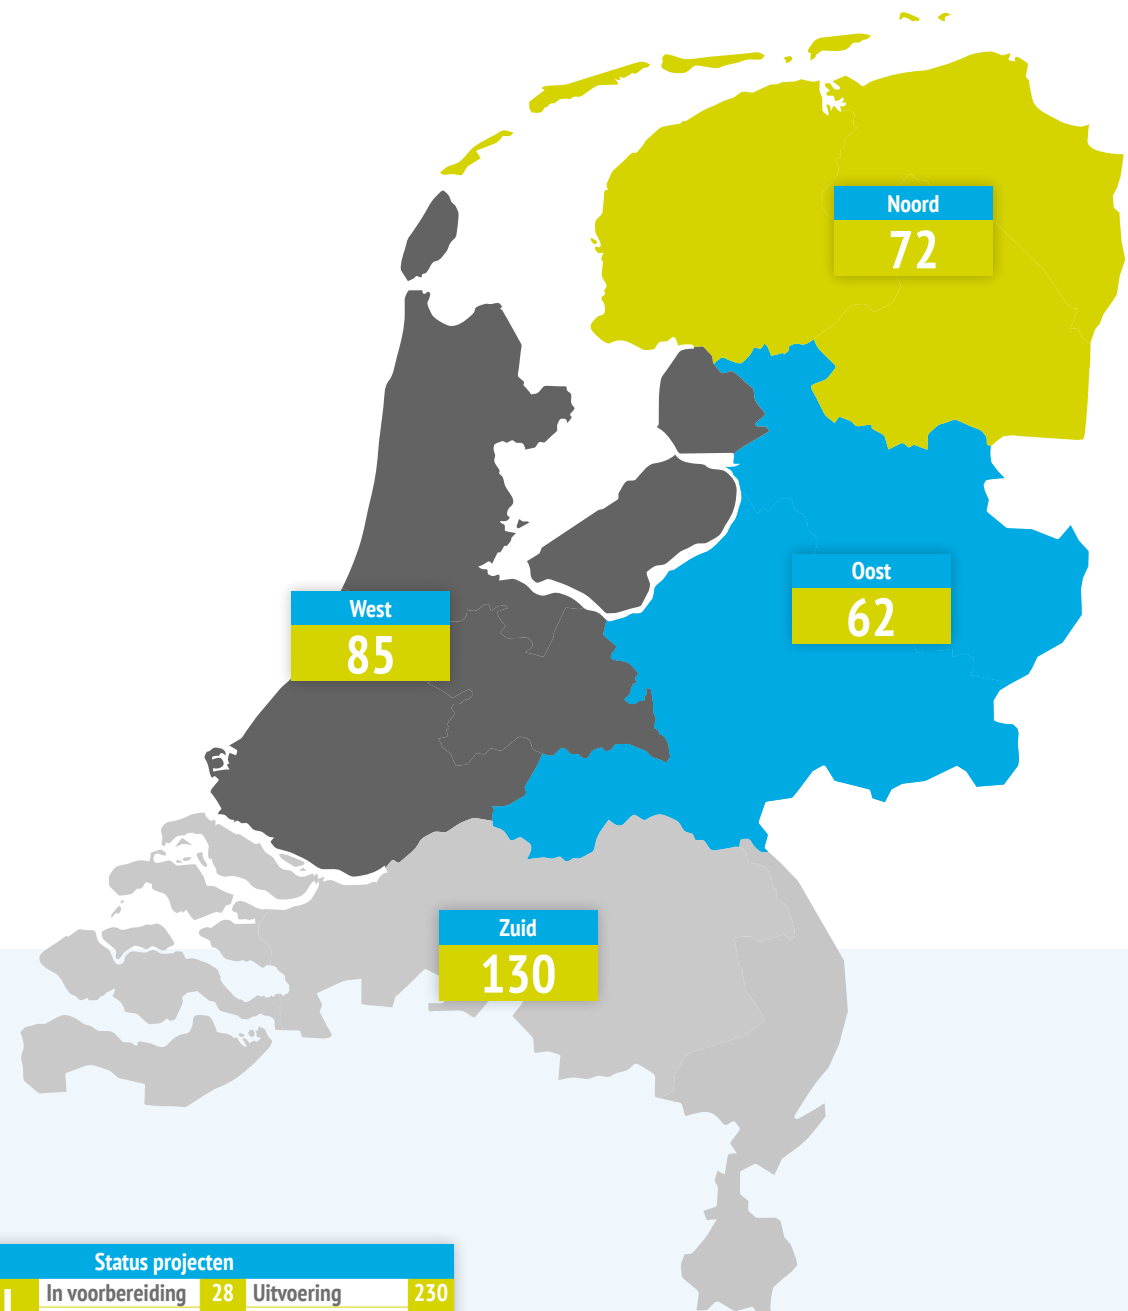 Noord
72
Oost
62
West
85
Zuid
130
Status projecten
In voorbereiding 28 Uitvoering 230